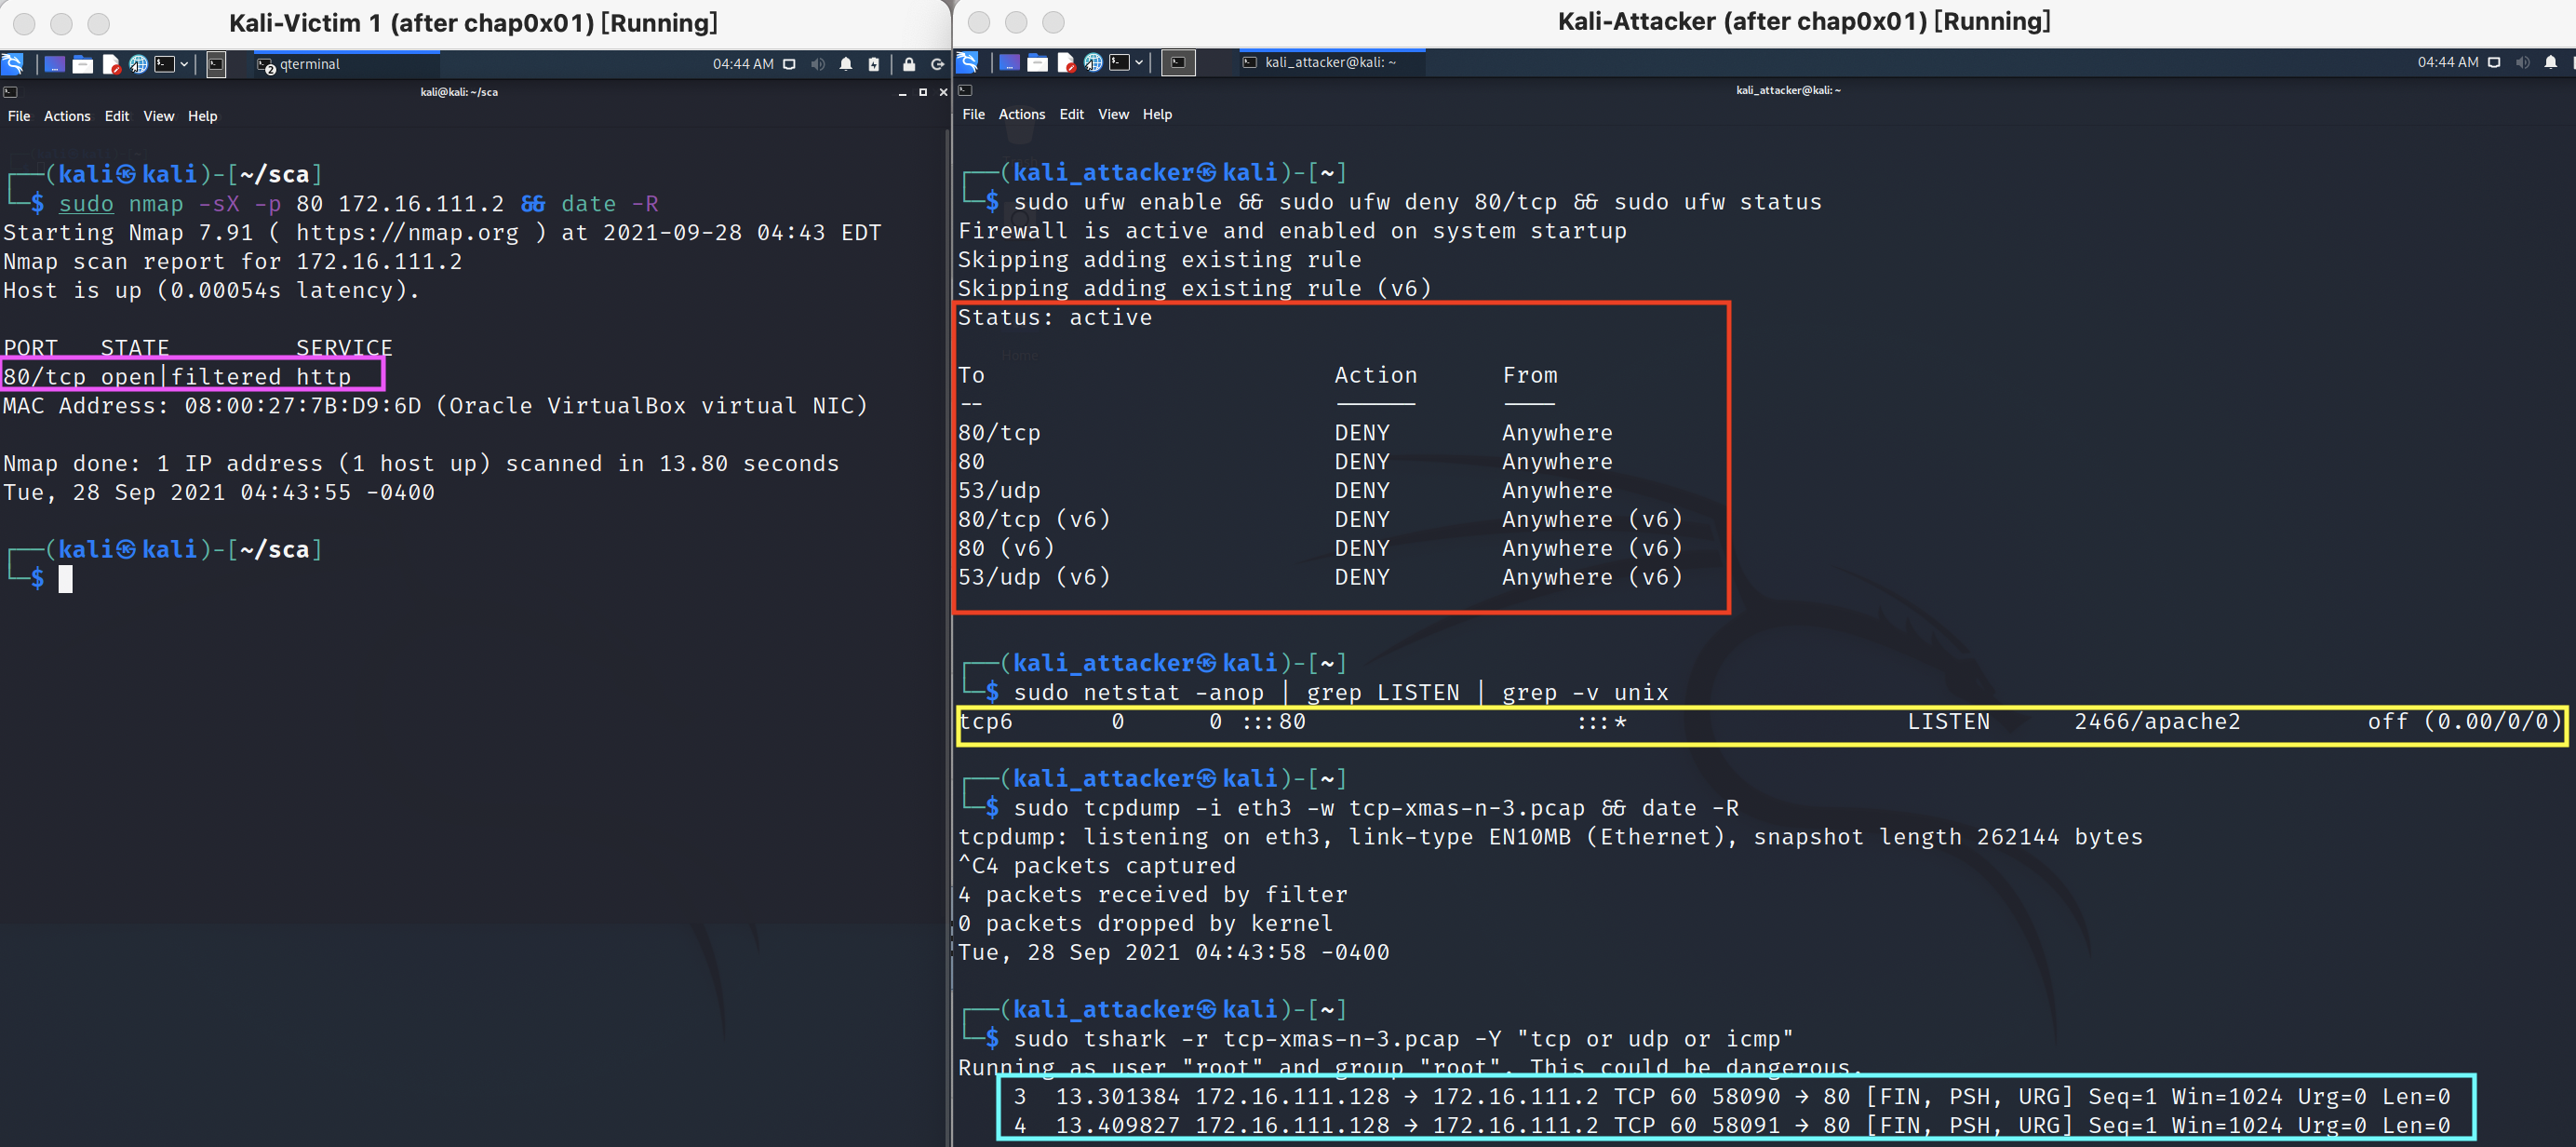 Kali-Victim 1 (after chap0x01) [Running]
qterminal
04:44 AM
kali@kali: ~/sca
File Actions Edit View Help
(kali㉿kali)-[~/sca]
$ sudo nmap -sX -p 80 172.16.111.2 && date -R
Starting Nmap 7.91 ( https://nmap.org ) at 2021-09-28 04:43 EDT
Nmap scan report for 172.16.111.2
Host is up (0.00054s latency).
PORT STATE SERVICE
80/tcp open|filtered http
MAC Address: 08:00:27:7B:D9:6D (Oracle VirtualBox virtual NIC)
Nmap done: 1 IP address (1 host up) scanned in 13.80 seconds
Tue, 28 Sep 2021 04:43:55 -0400
(kali㉿kali)-[~/sca]
$
Kali-Attacker (after chap0x01) [Running]
kali_attacker@kali: ~
04:44 AM
kali_attacker@kali: ~
File Actions Edit View Help
(kali_attacker㉿kali)-[~]
$ sudo ufw enable && sudo ufw deny 80/tcp && sudo ufw status
Firewall is active and enabled on system startup
Skipping adding existing rule
Skipping adding existing rule (v6)
Status: active
Home
To Action From
-- ------ ----
80/tcp DENY Anywhere
80 DENY Anywhere
53/udp DENY Anywhere
80/tcp (v6) DENY Anywhere (v6)
80 (v6) DENY Anywhere (v6)
53/udp (v6) DENY Anywhere (v6)
(kali_attacker㉿kali)-[~]
$ sudo netstat -anop | grep LISTEN | grep -v unix
tcp6 0 0 :::80 :::* LISTEN 2466/apache2 off (0.00/0/0)
(kali_attacker㉿kali)-[~]
$ sudo tcpdump -i eth3 -w tcp-xmas-n-3.pcap && date -R
tcpdump: listening on eth3, link-type EN10MB (Ethernet), snapshot length 262144 bytes
^C4 packets captured
4 packets received by filter
0 packets dropped by kernel
Tue, 28 Sep 2021 04:43:58 -0400
(kali_attacker㉿kali)-[~]
$ sudo tshark -r tcp-xmas-n-3.pcap -Y "tcp or udp or icmp"
Running as user "root" and group "root". This could be dangerous.
3 13.301384 172.16.111.128 → 172.16.111.2 TCP 60 58090 → 80 [FIN, PSH, URG] Seq=1 Win=1024 Urg=0 Len=0
4 13.409827 172.16.111.128 → 172.16.111.2 TCP 60 58091 → 80 [FIN, PSH, URG] Seq=1 Win=1024 Urg=0 Len=0